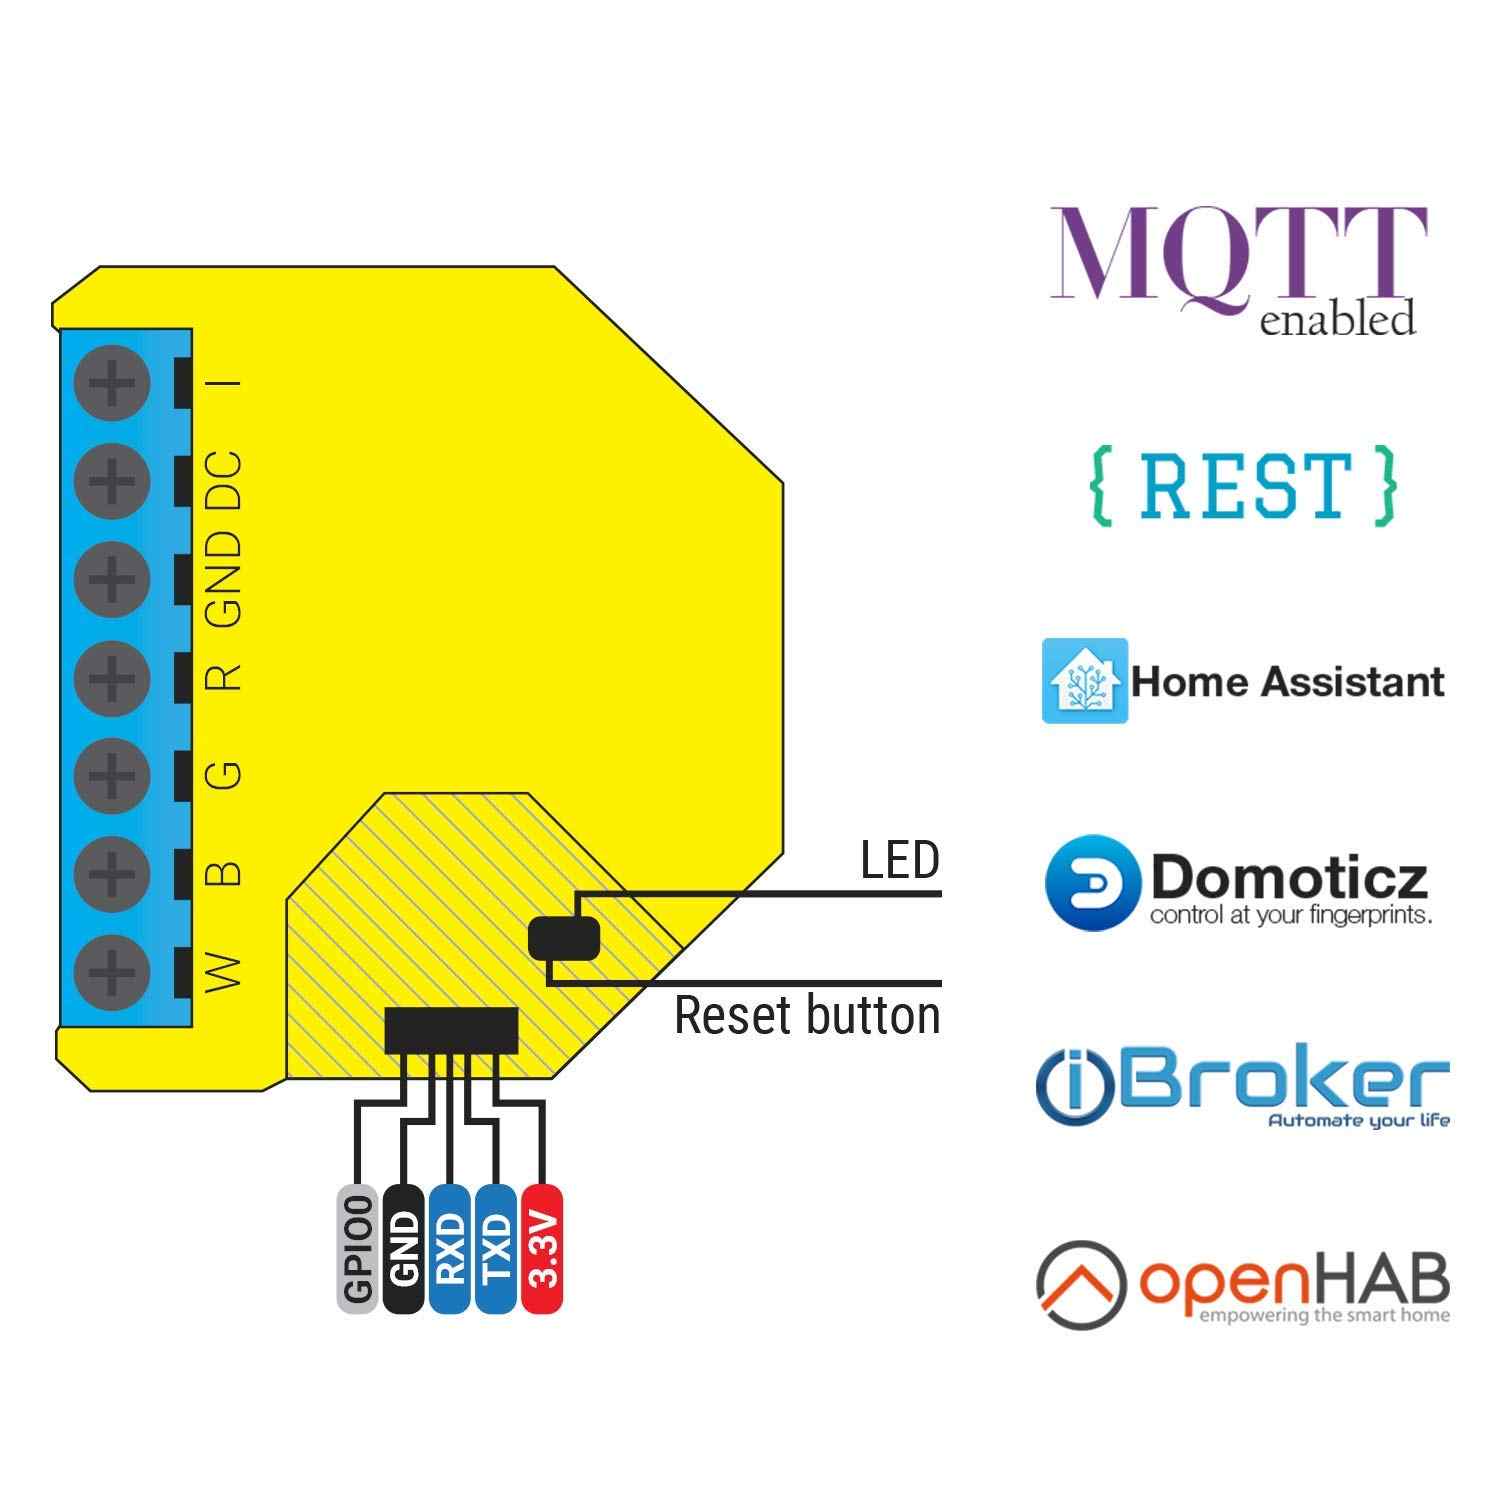 I
DC
GND
R
G
B
W
LED
Reset button
GPIO0
GND
RXD
TXD
3.3V
MQTT
enabled
{ REST }
Home Assistant
Domoticz
control at your fingerprints.
iBroker
Automate your life
openHAB
empowering the smart home